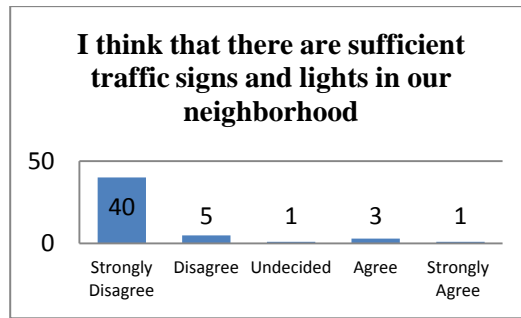 I think that there are sufficient
traffic signs and lights in our
neighborhood
50
0
40
5
1
3
1
Strongly Disagree
Disagree
Undecided
Agree
Strongly Agree